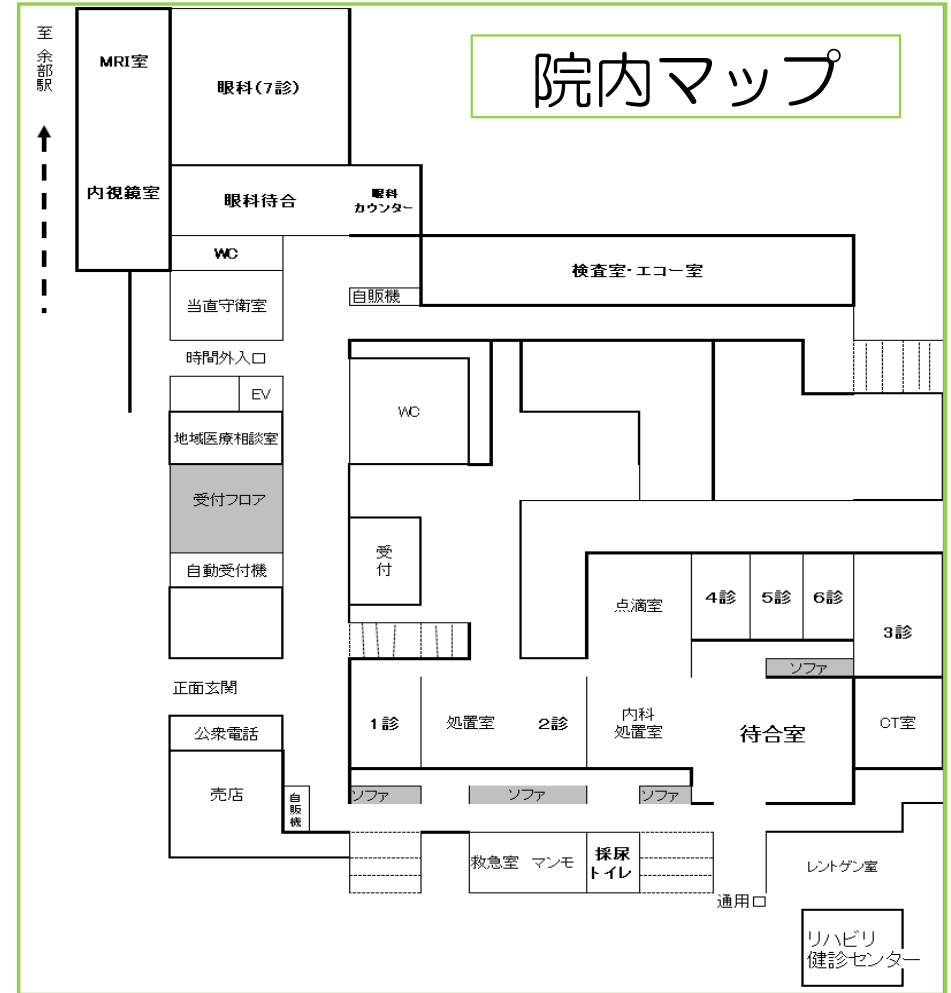 院内マップ
至 余部駅
MRI室
眼科(7診)
内視鏡室
眼科待合
眼科
カウンター
WC
検査室・エコー室
当直守衛室
自販機
時間外入口
EV
WC
地域医療相談室
受付フロア
受付
自動受付機
点滴室
4診
5診
6診
3診
ソファ
正面玄関
1診
処置室
2診
内科
処置室
待合室
CT室
公衆電話
売店
自販機
ソファ
ソファ
ソファ
救急室 マンモ
採尿
トイレ
レントゲン室
通用口
リハビリ
健診センター